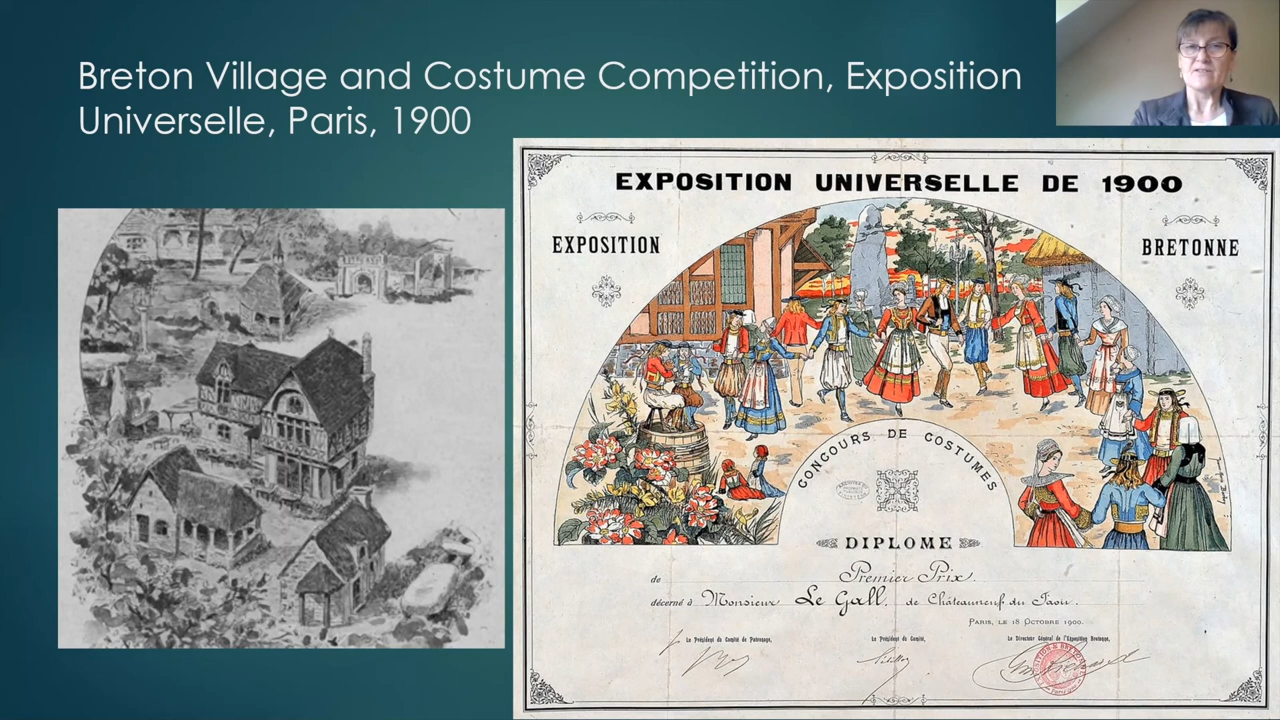 Breton Village and Costume Competition, Exposition
Universelle, Paris, 1900
EXPOSITION UNIVERSELLE DE 1900
EXPOSITION
BRETONNE
CONCOURS DE COSTUMES
DIPLOME
de Premier Prix.
décerné à Monsieur Le Gall, de Châteauneuf du Faou.
PARIS, LE 18 OCTOBRE 1900.
Le Président du Comité de Patronage,
Le Président du Comité,
Le Directeur Général de l'Exposition Bretonne,